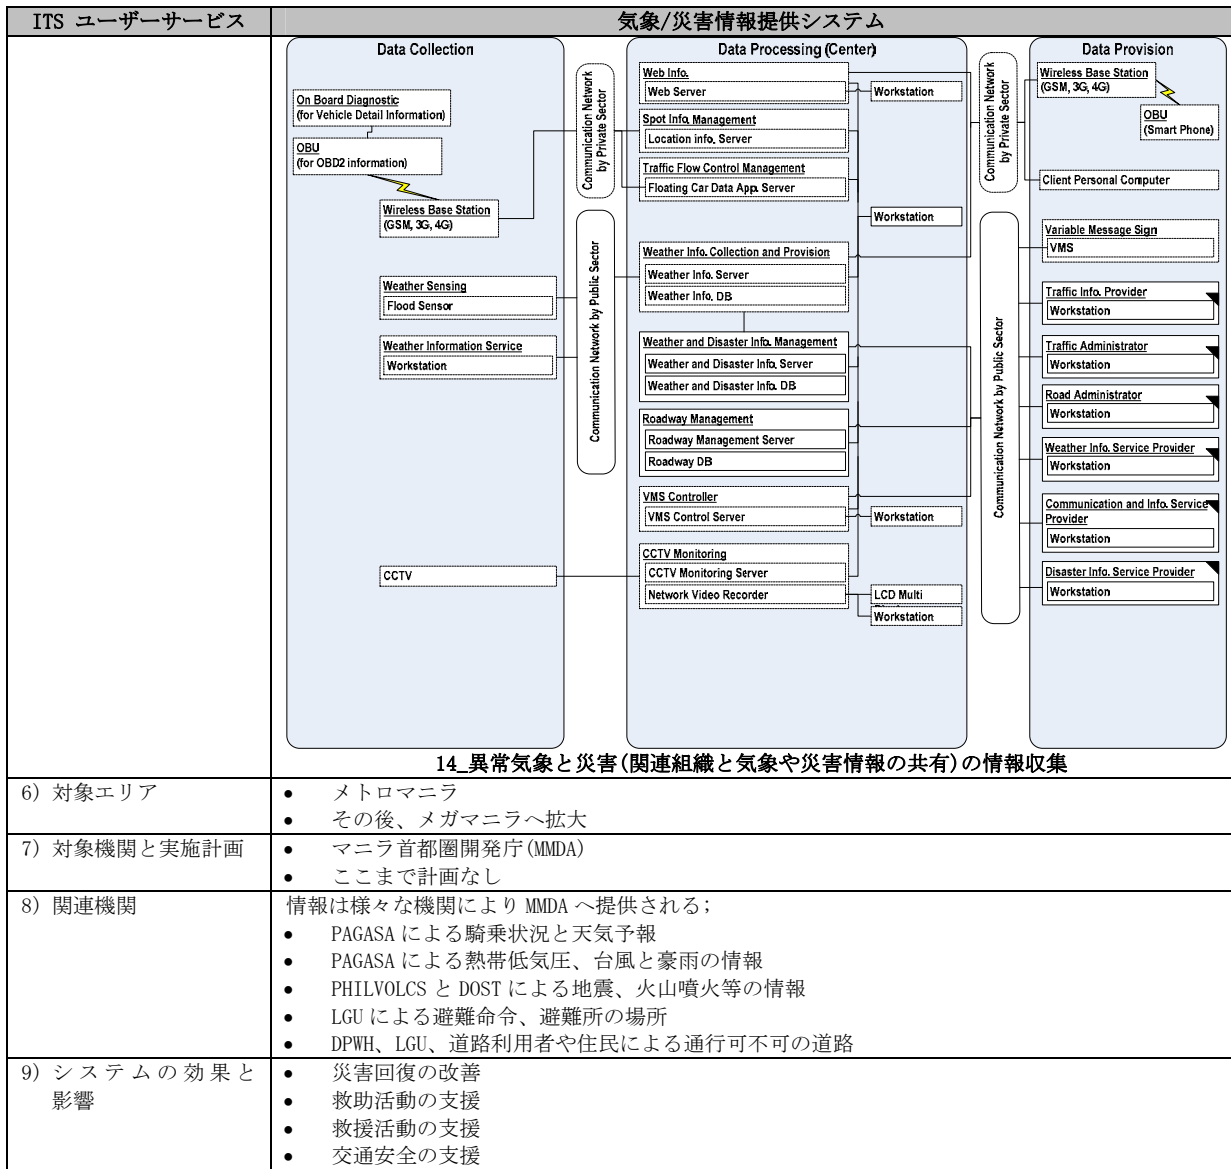 ITS ユーザーサービス
気象/災害情報提供システム
Data Collection
On Board Diagnostic
(for Vehicle Detail Information)
OBU
(for OBD2 information)
Wireless Base Station
(GSM, 3G, 4G)
Weather Sensing
Flood Sensor
Weather Information Service
Workstation
CCTV
Communication Network
by Private Sector
Communication Network by Public Sector
Data Processing (Center)
Web Info.
Web Server
Workstation
Spot Info. Management
Location info. Server
Traffic Flow Control Management
Floating Car Data App. Server
Workstation
Weather Info. Collection and Provision
Weather Info. Server
Weather Info. DB
Weather and Disaster Info. Management
Weather and Disaster Info. Server
Weather and Disaster Info. DB
Roadway Management
Roadway Management Server
Roadway DB
VMS Controller
VMS Control Server
Workstation
CCTV Monitoring
CCTV Monitoring Server
Network Video Recorder
LCD Multi
Workstation
Communication Network
by Private Sector
Communication Network by Public Sector
Data Provision
Wireless Base Station
(GSM, 3G, 4G)
OBU
(Smart Phone)
Client Personal Computer
Variable Message Sign
VMS
Traffic Info. Provider
Workstation
Traffic Administrator
Workstation
Road Administrator
Workstation
Weather Info. Service Provider
Workstation
Communication and Info. Service
Provider
Workstation
Disaster Info. Service Provider
Workstation
14_異常気象と災害(関連組織と気象や災害情報の共有)の情報収集
6) 対象エリア
• メトロマニラ
• その後、メガマニラへ拡大
7) 対象機関と実施計画
• マニラ首都圏開発庁(MMDA)
• ここまで計画なし
8) 関連機関
情報は様々な機関により MMDA へ提供される;
• PAGASA による騎乗状況と天気予報
• PAGASA による熱帯低気圧、台風と豪雨の情報
• PHILVOLCS と DOST による地震、火山噴火等の情報
• LGU による避難命令、避難所の場所
• DPWH、LGU、道路利用者や住民による通行可不可の道路
9) システムの効果と
影響
• 災害回復の改善
• 救助活動の支援
• 救援活動の支援
• 交通安全の支援